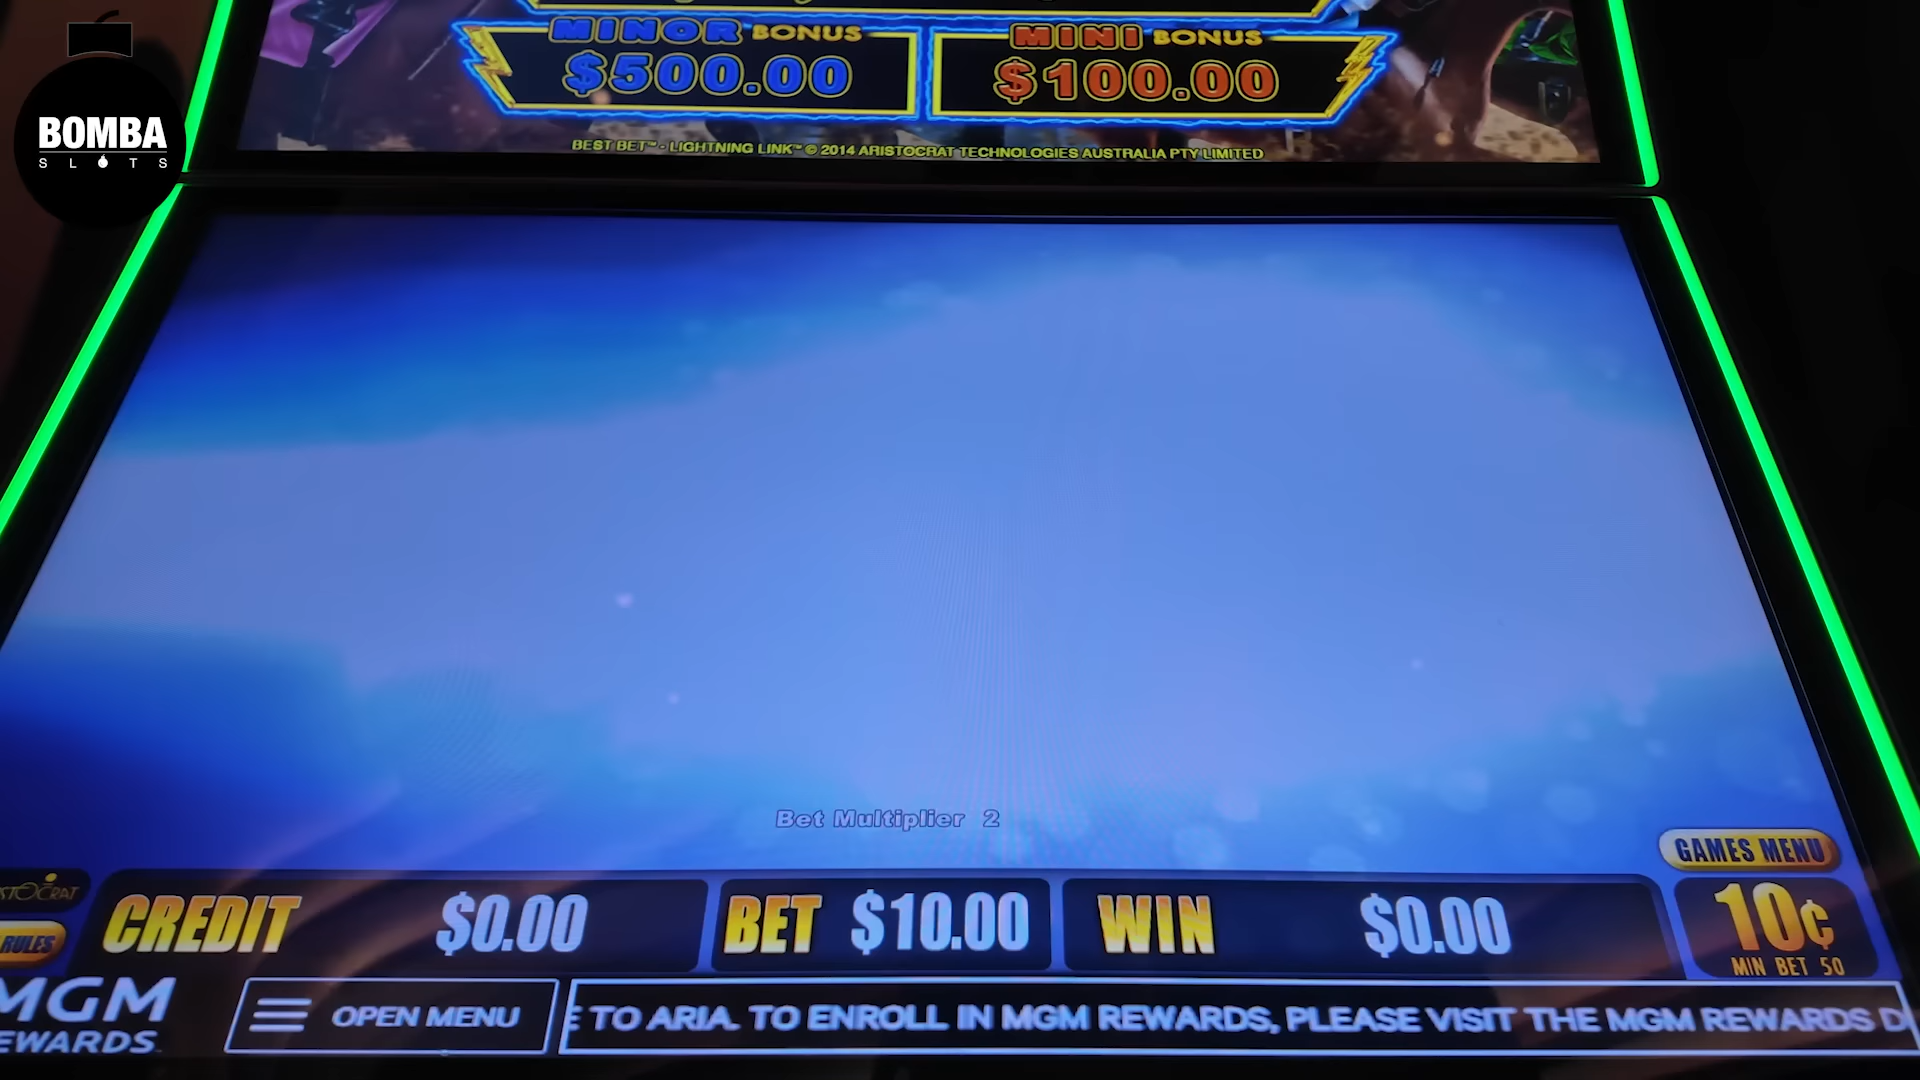 BOMBA
SLOTS
MINOR BONUS
$500.00
MINI BONUS
$100.00
BEST BET™ - LIGHTNING LINK™ © 2014 ARISTOCRAT TECHNOLOGIES AUSTRALIA PTY LIMITED
Bet Multiplier 2
GAMES MENU
RULES
CREDIT $0.00
BET $10.00
WIN $0.00
10¢
MIN BET 50
MGM
REWARDS
OPEN MENU
TO ARIA. TO ENROLL IN MGM REWARDS, PLEASE VISIT THE MGM REWARDS D